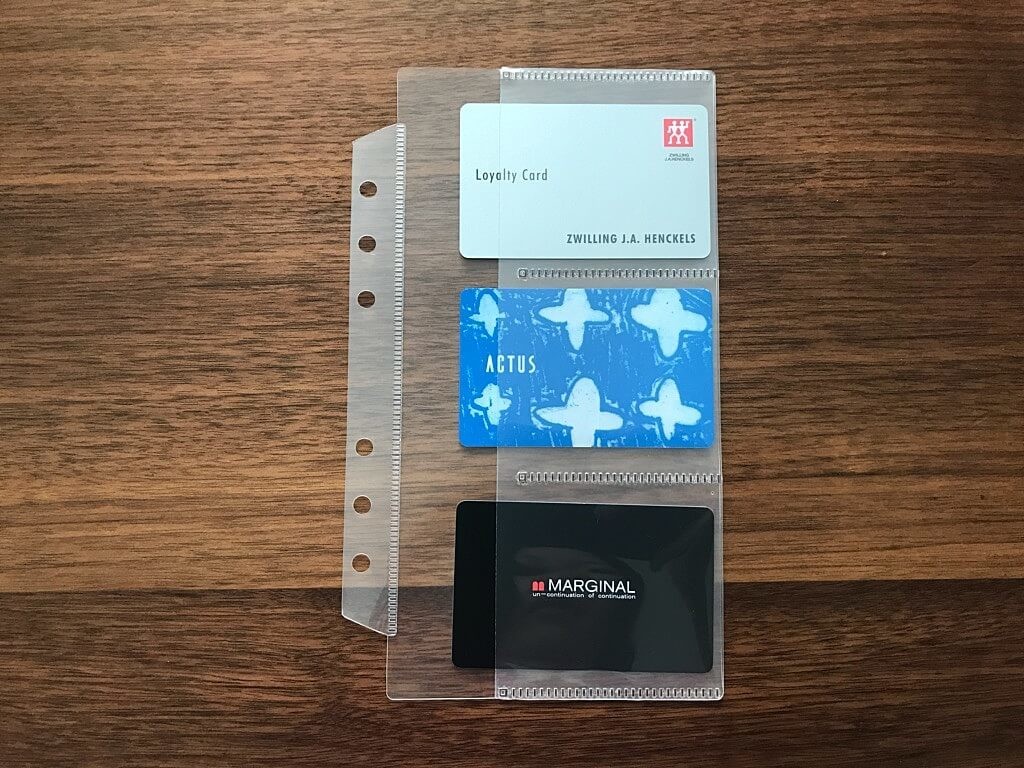 ZWILLING
J.A.HENCKELS
Loyalty Card
ZWILLING J.A. HENCKELS
ACTUS
MARGINAL
un-continuation of continuation